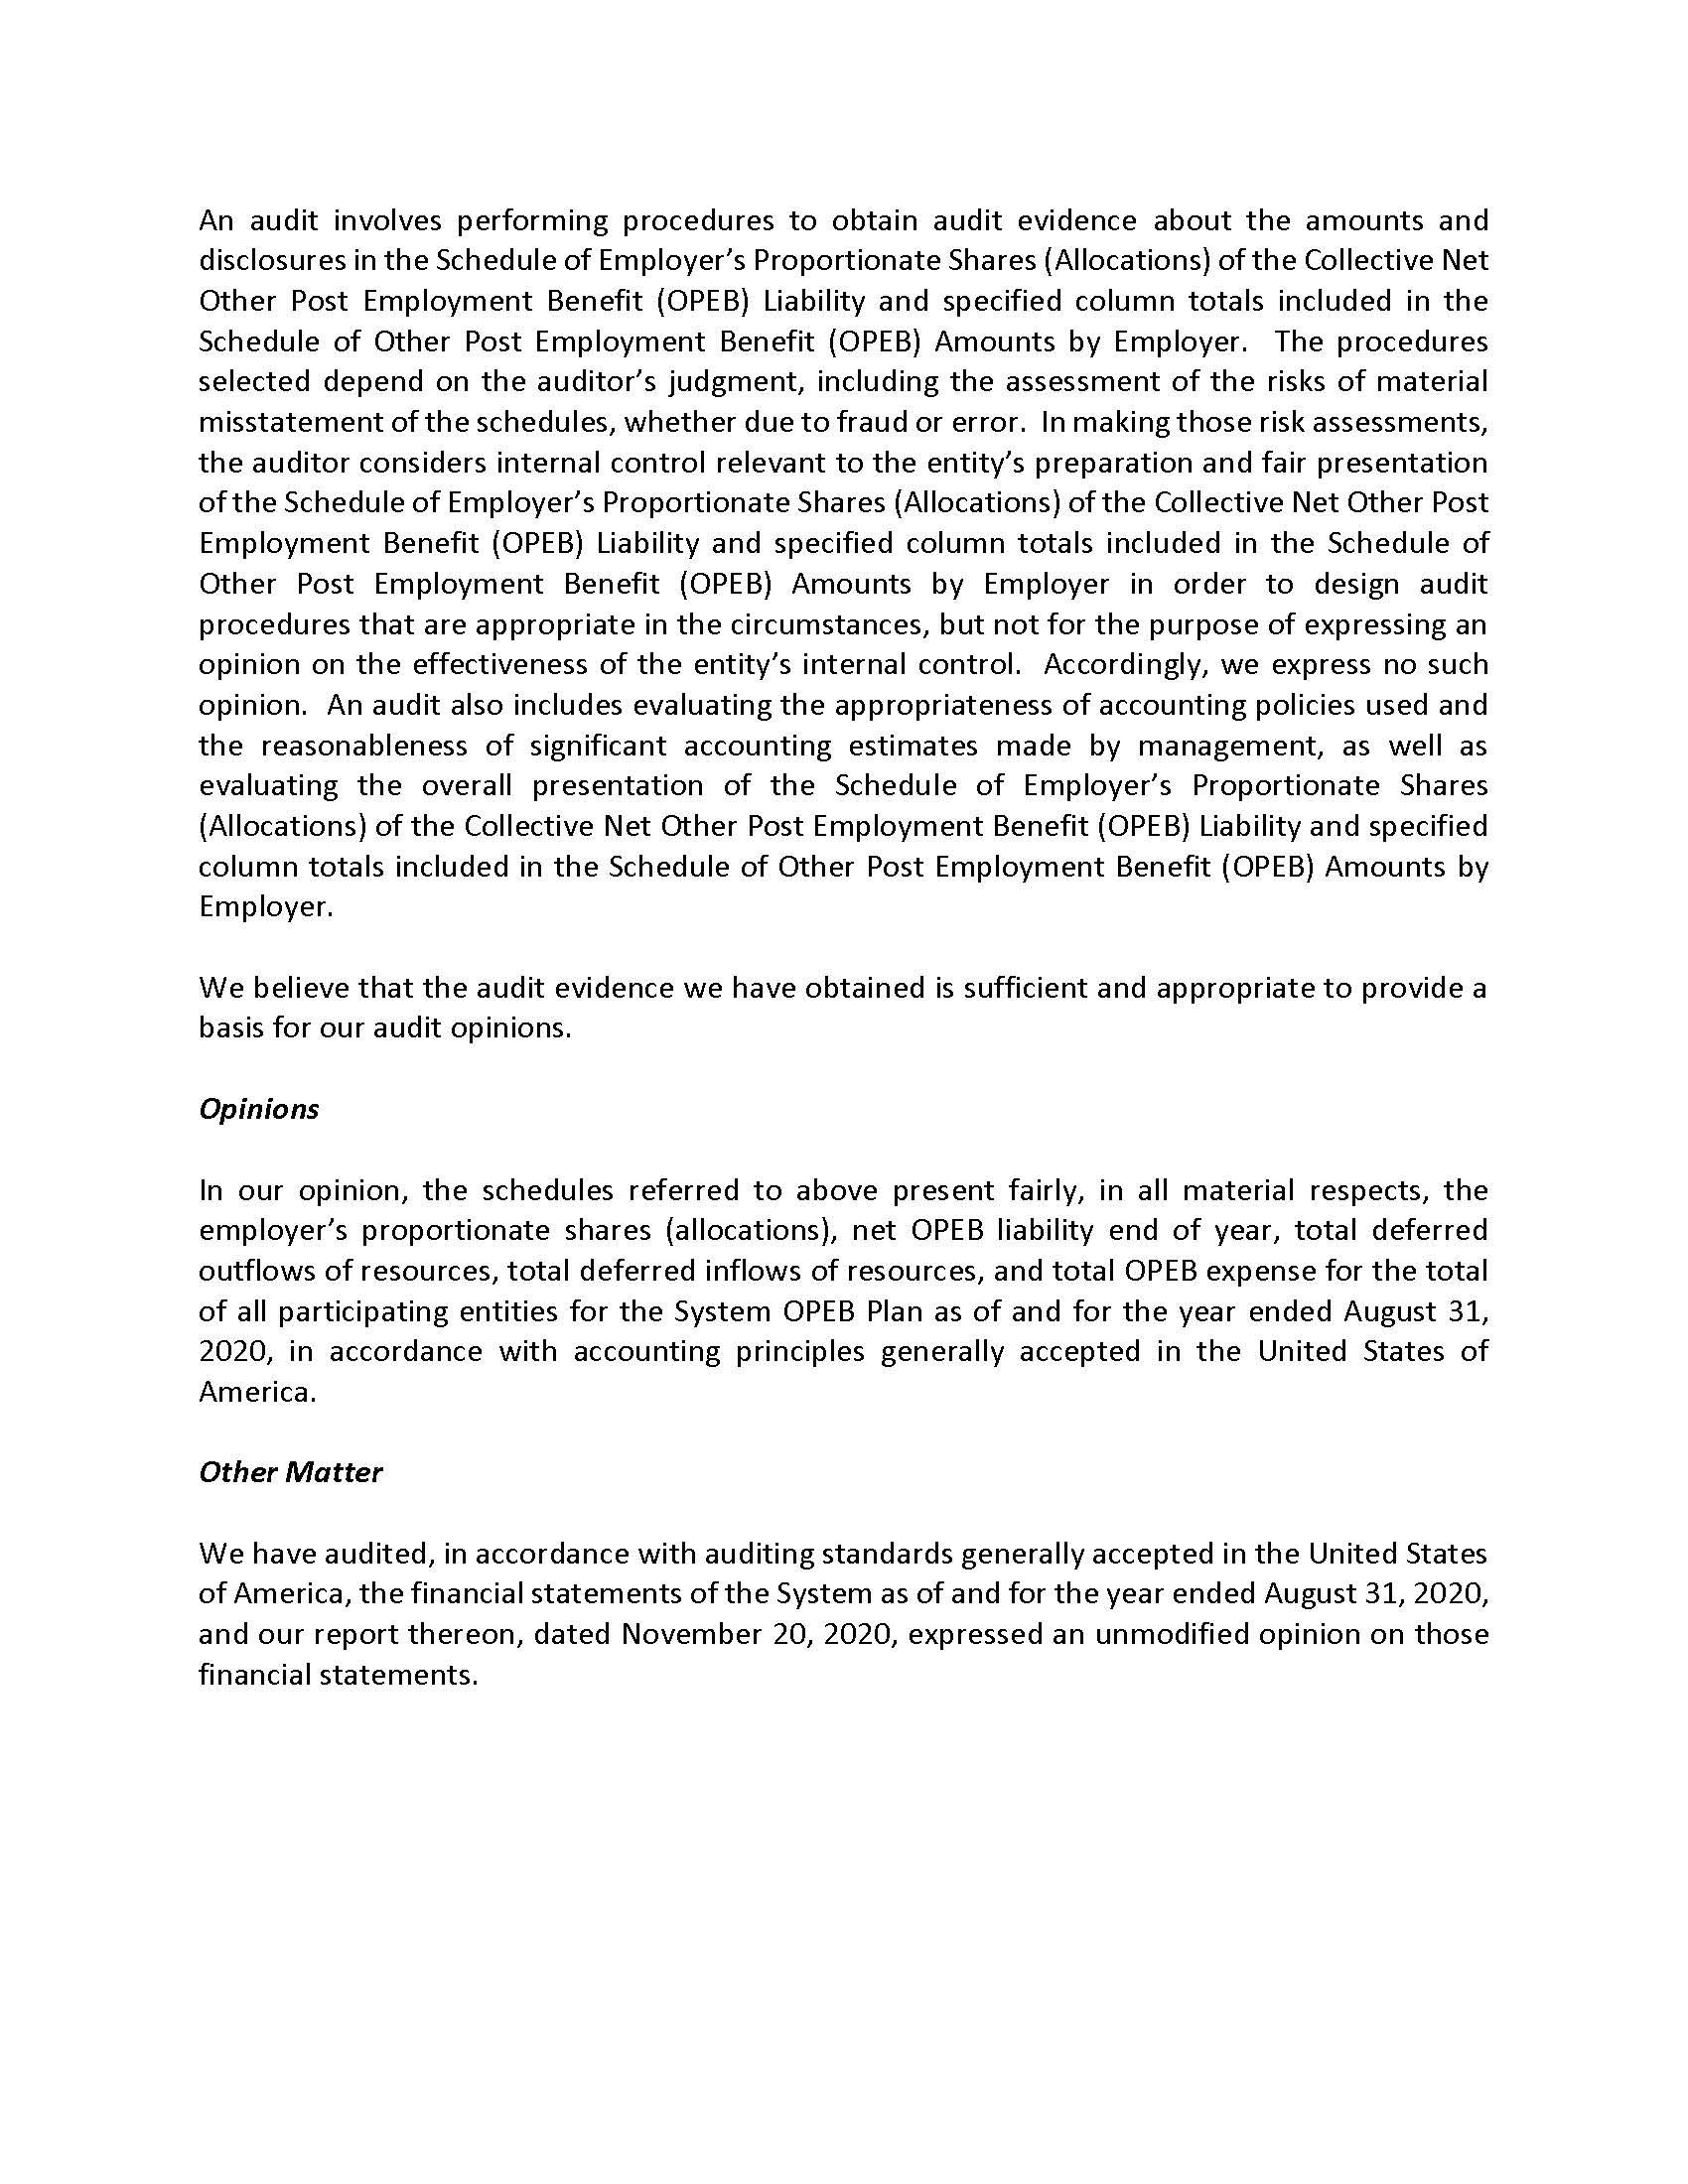 An audit involves performing procedures to obtain audit evidence about the amounts and
disclosures in the Schedule of Employer’s Proportionate Shares (Allocations) of the Collective Net
Other Post Employment Benefit (OPEB) Liability and specified column totals included in the
Schedule of Other Post Employment Benefit (OPEB) Amounts by Employer.  The procedures
selected depend on the auditor’s judgment, including the assessment of the risks of material
misstatement of the schedules, whether due to fraud or error.  In making those risk assessments,
the auditor considers internal control relevant to the entity’s preparation and fair presentation
of the Schedule of Employer’s Proportionate Shares (Allocations) of the Collective Net Other Post
Employment Benefit (OPEB) Liability and specified column totals included in the Schedule of
Other Post Employment Benefit (OPEB) Amounts by Employer in order to design audit
procedures that are appropriate in the circumstances, but not for the purpose of expressing an
opinion on the effectiveness of the entity’s internal control.  Accordingly, we express no such
opinion.  An audit also includes evaluating the appropriateness of accounting policies used and
the reasonableness of significant accounting estimates made by management, as well as
evaluating the overall presentation of the Schedule of Employer’s Proportionate Shares
(Allocations) of the Collective Net Other Post Employment Benefit (OPEB) Liability and specified
column totals included in the Schedule of Other Post Employment Benefit (OPEB) Amounts by
Employer.
We believe that the audit evidence we have obtained is sufficient and appropriate to provide a
basis for our audit opinions.
Opinions
In our opinion, the schedules referred to above present fairly, in all material respects, the
employer’s proportionate shares (allocations), net OPEB liability end of year, total deferred
outflows of resources, total deferred inflows of resources, and total OPEB expense for the total
of all participating entities for the System OPEB Plan as of and for the year ended August 31,
2020, in accordance with accounting principles generally accepted in the United States of
America.
Other Matter
We have audited, in accordance with auditing standards generally accepted in the United States
of America, the financial statements of the System as of and for the year ended August 31, 2020,
and our report thereon, dated November 20, 2020, expressed an unmodified opinion on those
financial statements.